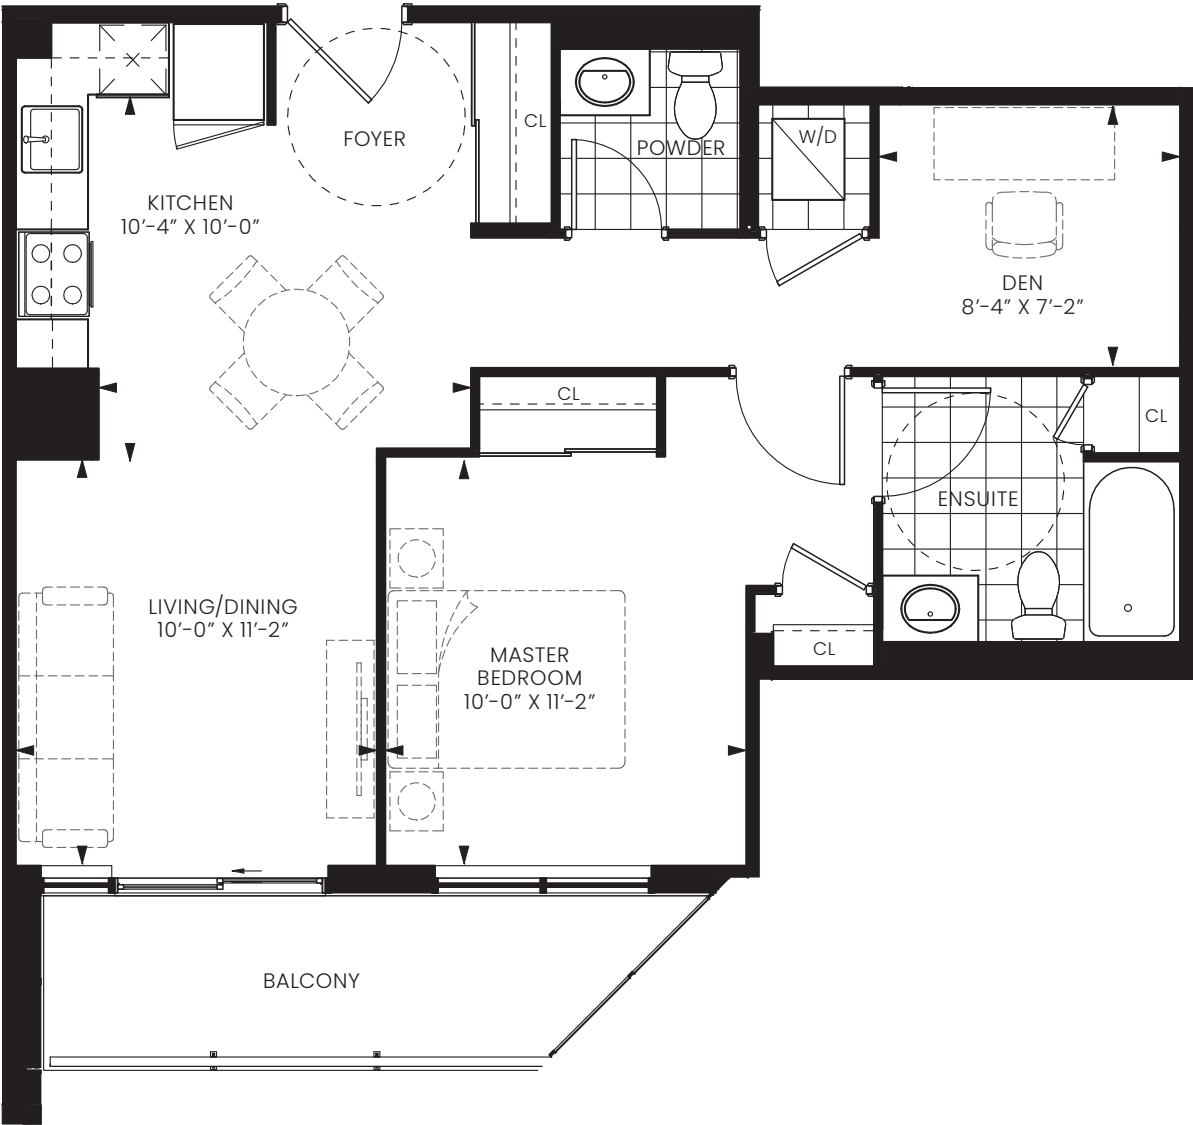 FOYER
CL
POWDER
W/D
KITCHEN
10’-4” X 10’-0”
DEN
8’-4” X 7’-2”
CL
CL
ENSUITE
LIVING/DINING
10’-0” X 11’-2”
MASTER
BEDROOM
10’-0” X 11’-2”
CL
BALCONY